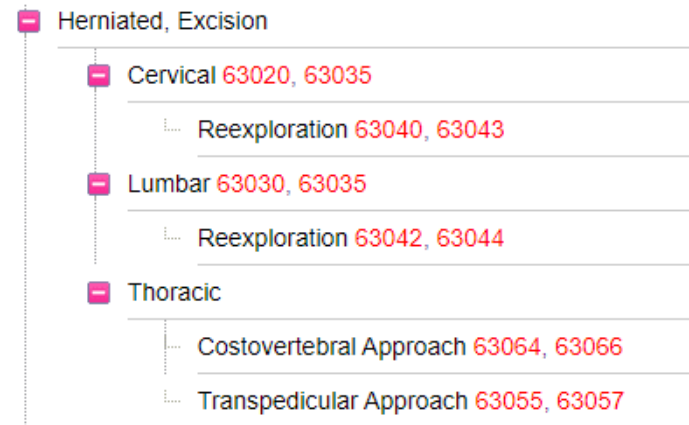 Herniated, Excision
Cervical 63020, 63035
Reexploration 63040, 63043
Lumbar 63030, 63035
Reexploration 63042, 63044
Thoracic
Costovertebral Approach 63064, 63066
Transpedicular Approach 63055, 63057